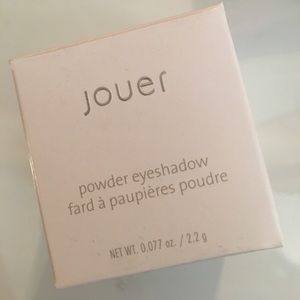 jouer
powder eyeshadow
fard à paupières poudre
NET WT. 0.077 oz. / 2.2 g